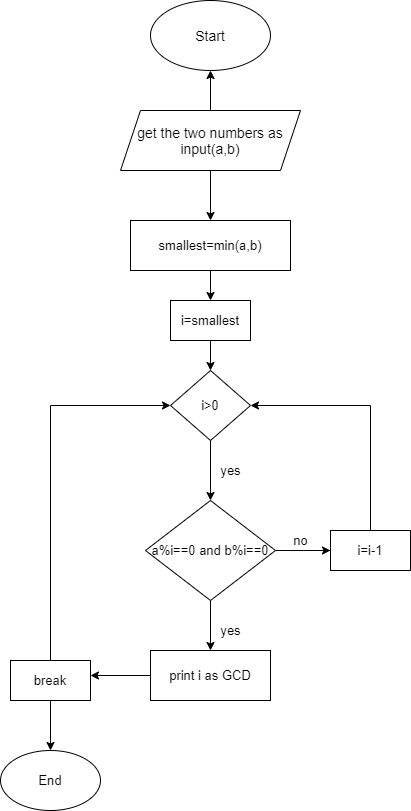 Start
get the two numbers as
input(a,b)
smallest=min(a,b)
i=smallest
i>0
yes
a%i==0 and b%i==0
no
i=i-1
yes
print i as GCD
break
End